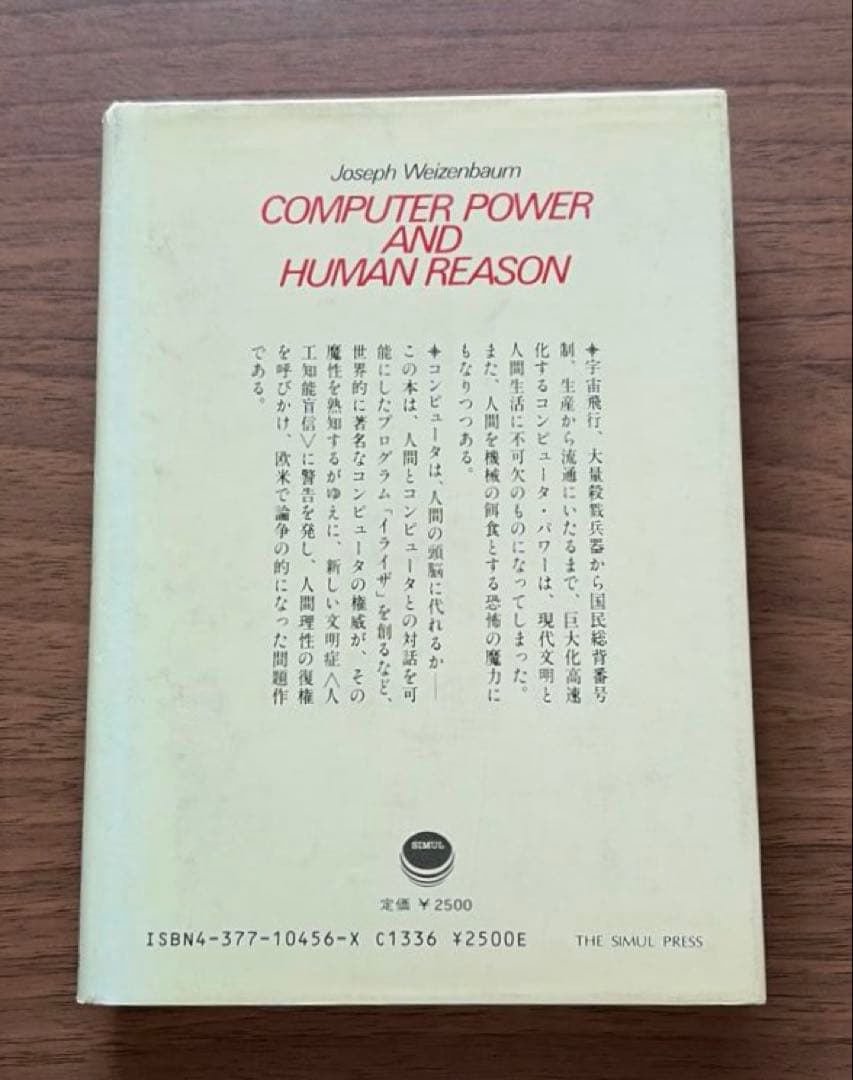 Joseph Weizenbaum
COMPUTER POWER
AND
HUMAN REASON
✦宇宙飛行、大量殺戮兵器から国民総背番号
制、生産から流通にいたるまで、巨大化高速
化するコンピュータ・パワーは、現代文明と
人間生活に不可欠のものになってしまった。
また、人間を機械の餌食とする恐怖の魔力に
もなりつつある。
✦コンピュータは、人間の頭脳に代れるか――
この本は、人間とコンピュータとの対話を可
能にしたプログラム「イライザ」を創るなど、
世界的に著名なコンピュータの権威が、その
魔性を熟知するがゆえに、新しい文明症〈人
工知能盲信〉に警告を発し、人間理性の復権
を呼びかけ、欧米で論争の的になった問題作
である。
SIMUL
定価 ¥2500
ISBN4-377-10456-X C1336 ¥2500E
THE SIMUL PRESS